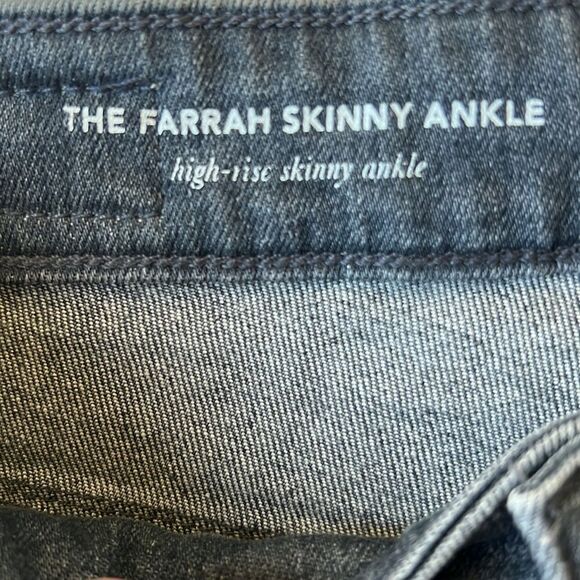 THE FARRAH SKINNY ANKLE
high-rise skinny ankle